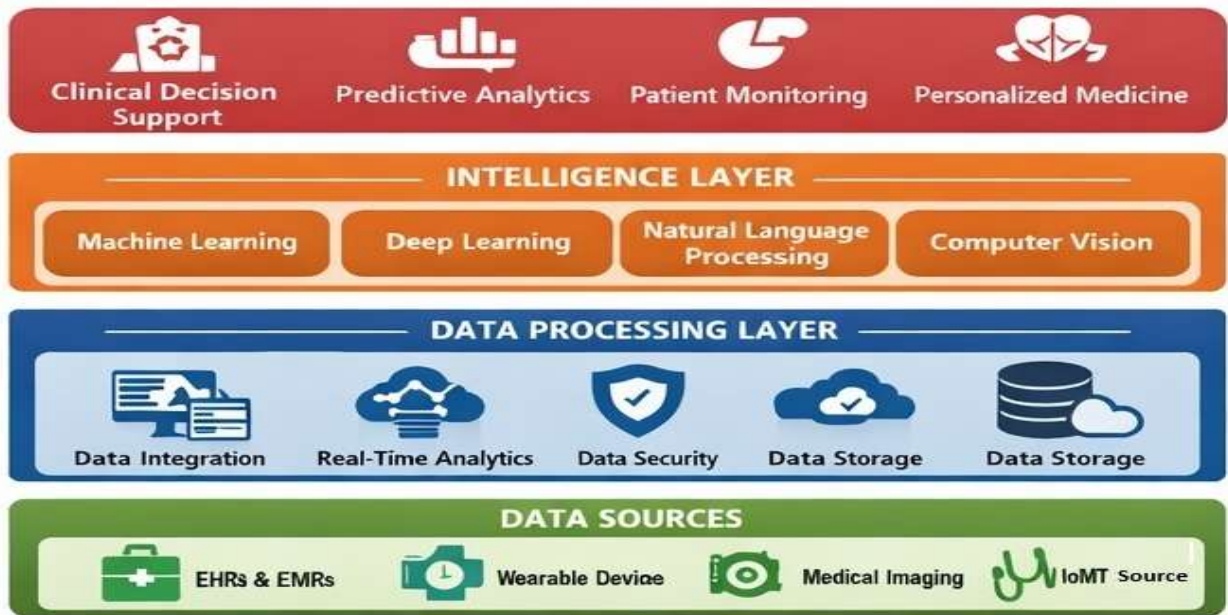 Clinical Decision
Support
Predictive Analytics
Patient Monitoring
Personalized Medicine
INTELLIGENCE LAYER
Machine Learning
Deep Learning
Natural Language
Processing
Computer Vision
DATA PROCESSING LAYER
Data Integration
Real-Time Analytics
Data Security
Data Storage
Data Storage
DATA SOURCES
EHRs & EMRs
Wearable Device
Medical Imaging
IoMT Source